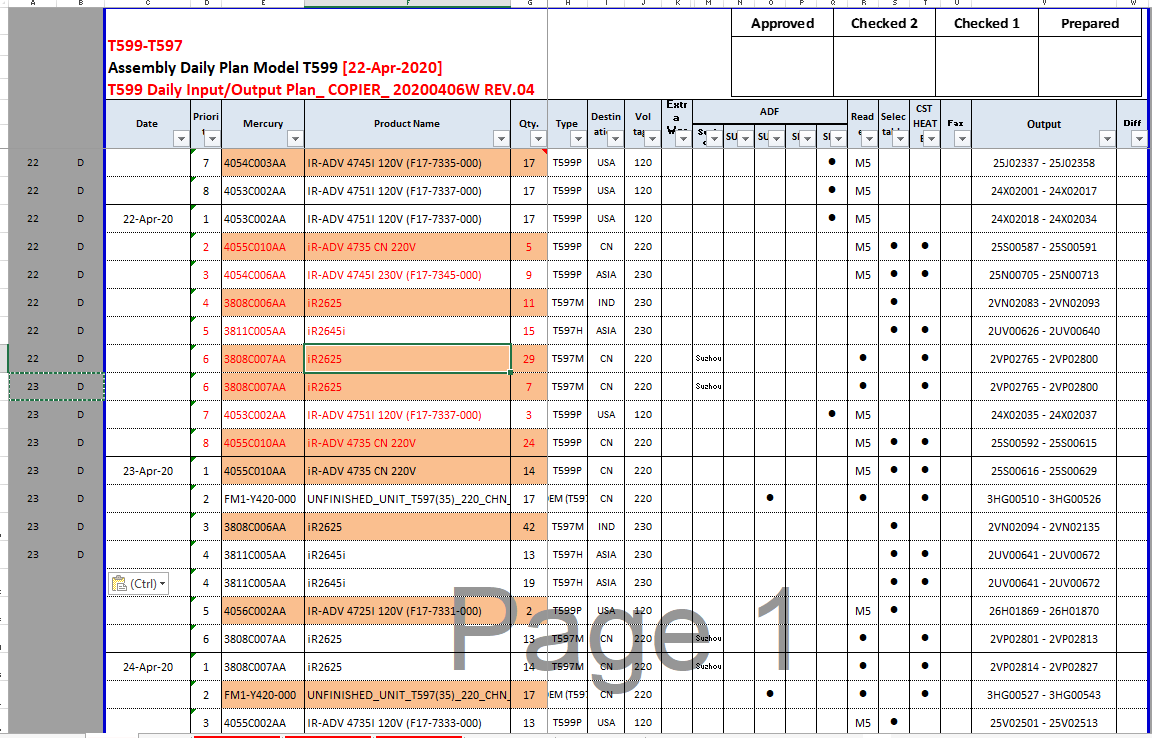 A B C D E F G H I J K L M N O P Q R S T U V W
Approved Checked 2 Checked 1 Prepared
T599-T597
Assembly Daily Plan Model T599 [22-Apr-2020]
T599 Daily Input/Output Plan_ COPIER_ 20200406W REV.04
Date Priori Mercury Product Name Qty. Type Destin Vol Extr a ADF Read Selec CST HEAT Fax Output Diff
22 D 7 4054C003AA IR-ADV 4745I 120V (F17-7335-000) 17 T599P USA 120 ● M5 25J02337 - 25J02358
22 D 8 4053C002AA IR-ADV 4751I 120V (F17-7337-000) 17 T599P USA 120 ● M5 24X02001 - 24X02017
22 D 22-Apr-20 1 4053C002AA IR-ADV 4751I 120V (F17-7337-000) 17 T599P USA 120 ● M5 24X02018 - 24X02034
22 D 2 4055C010AA iR-ADV 4735 CN 220V 5 T599P CN 220 M5 ● ● 25S00587 - 25S00591
22 D 3 4054C006AA IR-ADV 4745I 230V (F17-7345-000) 9 T599P ASIA 230 M5 ● ● 25N00705 - 25N00713
22 D 4 3808C006AA iR2625 11 T597M IND 230 ● 2VN02083 - 2VN02093
22 D 5 3811C005AA iR2645i 15 T597H ASIA 230 ● ● 2UV00626 - 2UV00640
22 D 6 3808C007AA iR2625 29 T597M CN 220 Suzhou ● ● 2VP02765 - 2VP02800
23 D 6 3808C007AA iR2625 7 T597M CN 220 Suzhou ● ● 2VP02765 - 2VP02800
23 D 7 4053C002AA IR-ADV 4751I 120V (F17-7337-000) 3 T599P USA 120 ● M5 24X02035 - 24X02037
23 D 8 4055C010AA iR-ADV 4735 CN 220V 24 T599P CN 220 M5 ● ● 25S00592 - 25S00615
23 D 23-Apr-20 1 4055C010AA iR-ADV 4735 CN 220V 14 T599P CN 220 M5 ● ● 25S00616 - 25S00629
23 D 2 FM1-Y420-000 UNFINISHED_UNIT_T597(35)_220_CHN_ 17 EM (T59 CN 220 ● ● ● 3HG00510 - 3HG00526
23 D 3 3808C006AA iR2625 42 T597M IND 230 ● 2VN02094 - 2VN02135
23 D 4 3811C005AA iR2645i 13 T597H ASIA 230 ● ● 2UV00641 - 2UV00672
(Ctrl) 4 3811C005AA iR2645i 19 T597H ASIA 230 ● ● 2UV00641 - 2UV00672
5 4056C002AA IR-ADV 4725I 120V (F17-7331-000) 2 T599P USA 120 M5 ● 26H01869 - 26H01870
6 3808C007AA iR2625 13 T597M CN 220 Suzhou ● ● 2VP02801 - 2VP02813
Page 1
24-Apr-20 1 3808C007AA iR2625 14 T597M CN 220 Suzhou ● ● 2VP02814 - 2VP02827
2 FM1-Y420-000 UNFINISHED_UNIT_T597(35)_220_CHN_ 17 EM (T59 CN 220 ● ● ● 3HG00527 - 3HG00543
3 4055C002AA IR-ADV 4735I 120V (F17-7333-000) 13 T599P USA 120 M5 ● 25V02501 - 25V02513